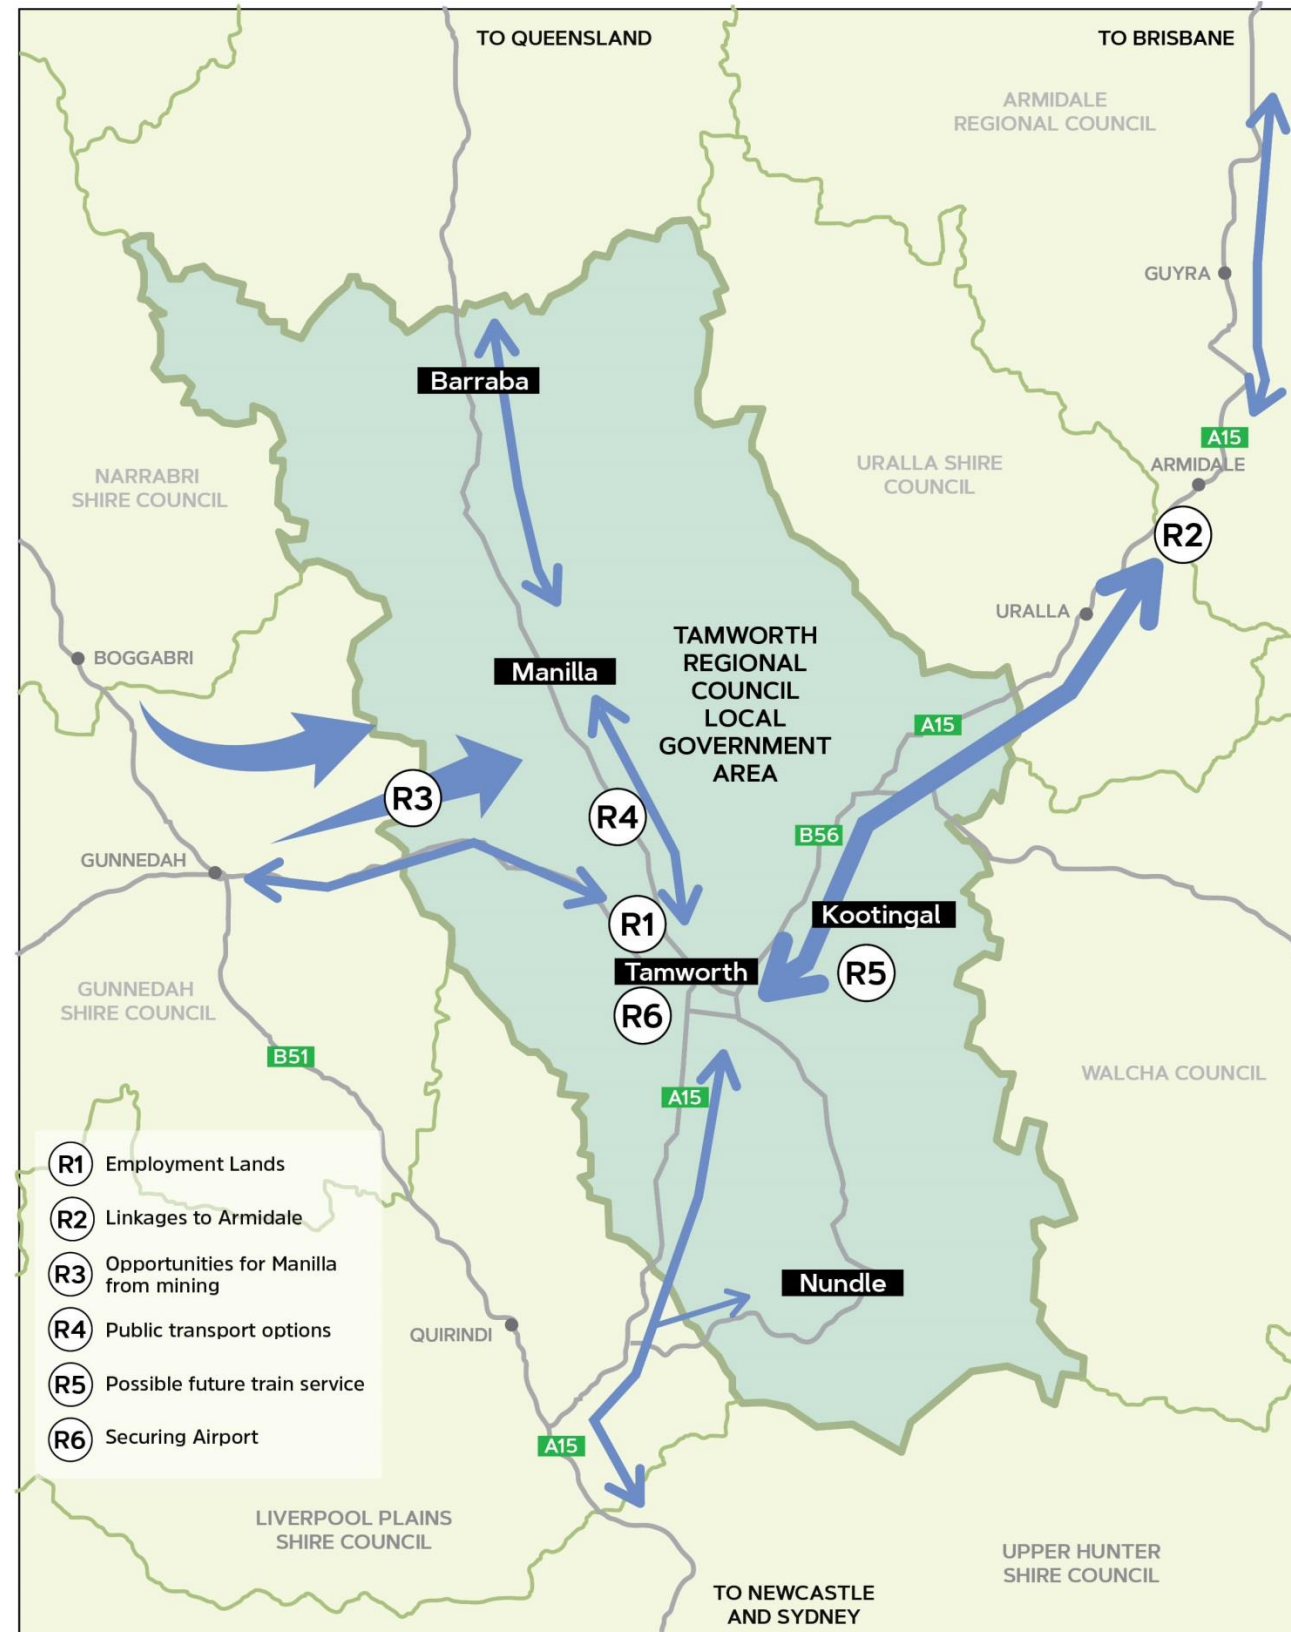 TO QUEENSLAND
TO BRISBANE
ARMIDALE
REGIONAL COUNCIL
GUYRA
Barraba
A15
ARMIDALE
NARRABRI
SHIRE COUNCIL
URALLA SHIRE
COUNCIL
R2
URALLA
BOGGABRI
Manilla
TAMWORTH
REGIONAL
COUNCIL
LOCAL
GOVERNMENT
AREA
A15
R3
R4
B56
GUNNEDAH
R1
Kootingal
Tamworth
R5
R6
GUNNEDAH
SHIRE COUNCIL
B51
A15
WALCHA COUNCIL
R1 Employment Lands
R2 Linkages to Armidale
R3 Opportunities for Manilla
from mining
R4 Public transport options
R5 Possible future train service
R6 Securing Airport
Nundle
QUIRINDI
A15
LIVERPOOL PLAINS
SHIRE COUNCIL
UPPER HUNTER
SHIRE COUNCIL
TO NEWCASTLE
AND SYDNEY